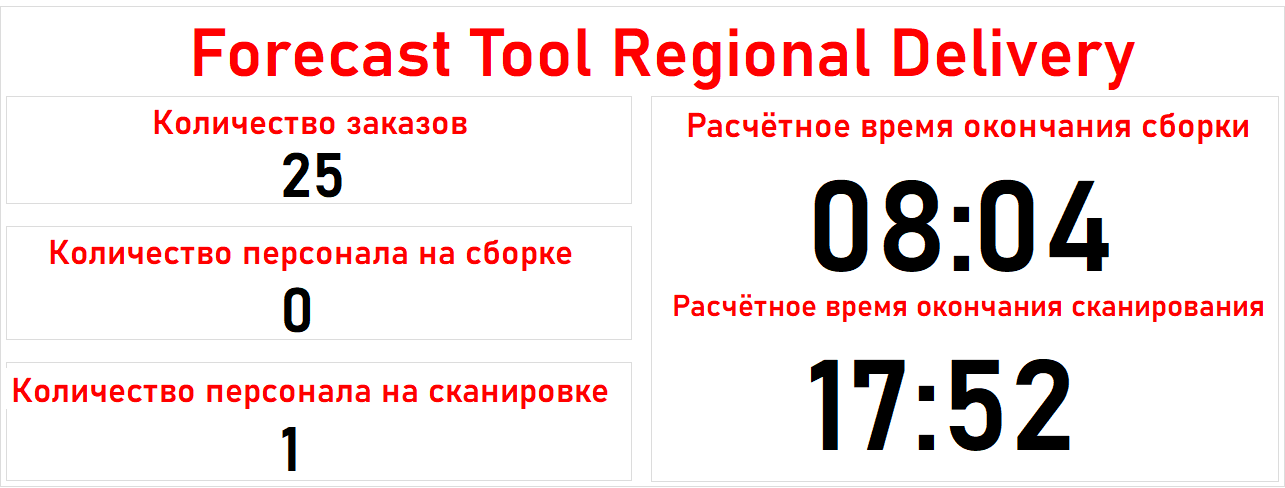 Forecast Tool Regional Delivery
Количество заказов
25
Количество персонала на сборке
0
Количество персонала на сканировке
1
Расчётное время окончания сборки
08:04
Расчётное время окончания сканирования
17:52